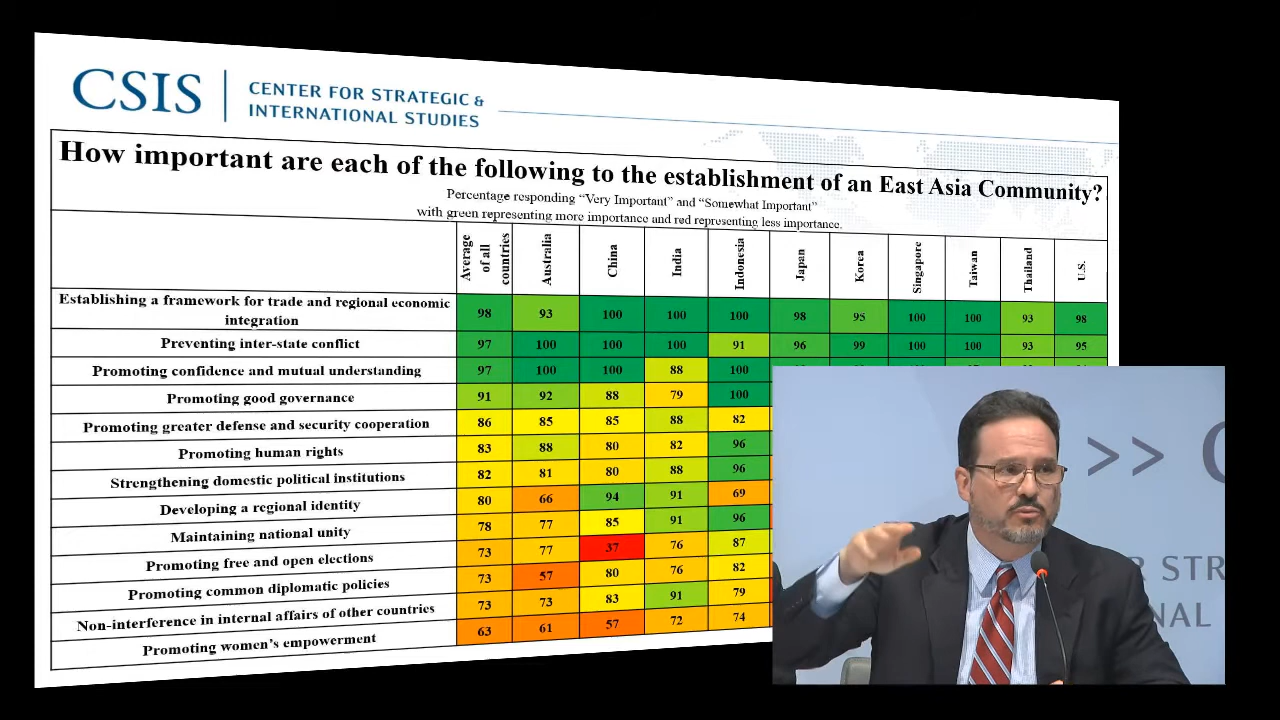 CSIS
CENTER FOR STRATEGIC &
INTERNATIONAL STUDIES
How important are each of the following to the establishment of an East Asia Community?
Percentage responding “Very Important” and “Somewhat Important”
with green representing more importance and red representing less importance.
Average of all countries Australia China India Indonesia Japan Korea Singapore Taiwan Thailand U.S.
Establishing a framework for trade and regional economic
integration 98 93 100 100 100 98 95 100 100 93 98
Preventing inter-state conflict 97 100 100 100 91 96 99 100 100 93 95
Promoting confidence and mutual understanding 97 100 100 88 100
Promoting good governance 91 92 88 79 100
Promoting greater defense and security cooperation 86 85 85 88 82
Promoting human rights 83 88 80 82 96
Strengthening domestic political institutions 82 81 80 88 96
Developing a regional identity 80 66 94 91 69
Maintaining national unity 78 77 85 91 96
Promoting free and open elections 73 77 37 76 87
Promoting common diplomatic policies 73 57 80 76 82
Non-interference in internal affairs of other countries 73 73 83 91 79
Promoting women’s empowerment 63 61 57 72 74
>> C
R STR
NAL